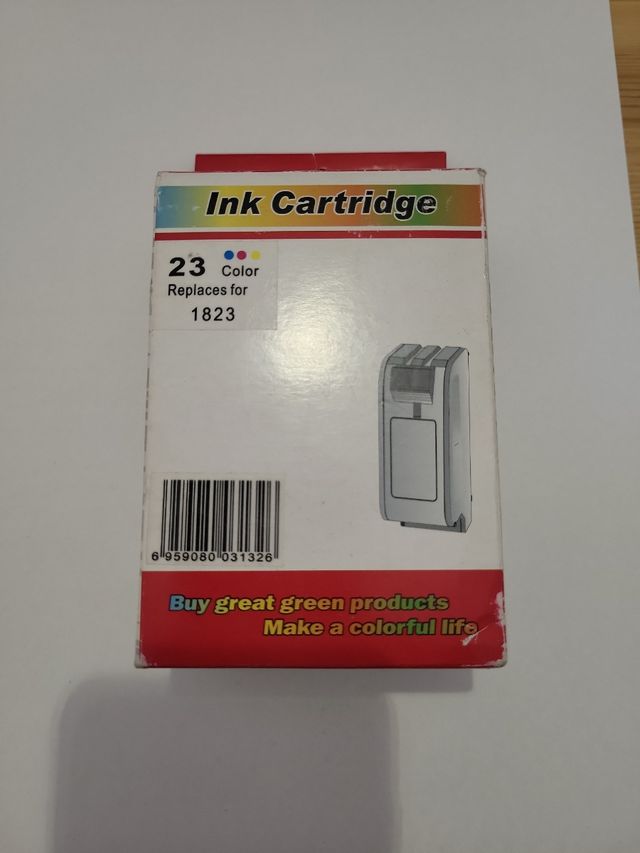 Ink Cartridge
23 Color
Replaces for
1823
6 959080 031326
Buy great green products
Make a colorful life